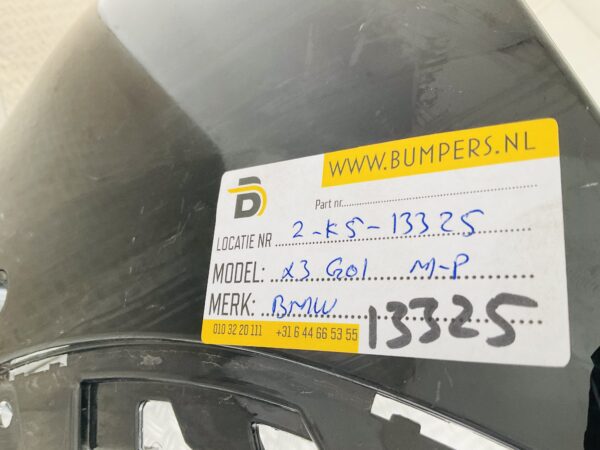 WWW.BUMPERS.NL
Part nr.
LOCATIE NR 2-K5-13325
MODEL: x3 G01 M-P
MERK: BMW
010 32 20 111 +31 6 44 66 53 55 13325